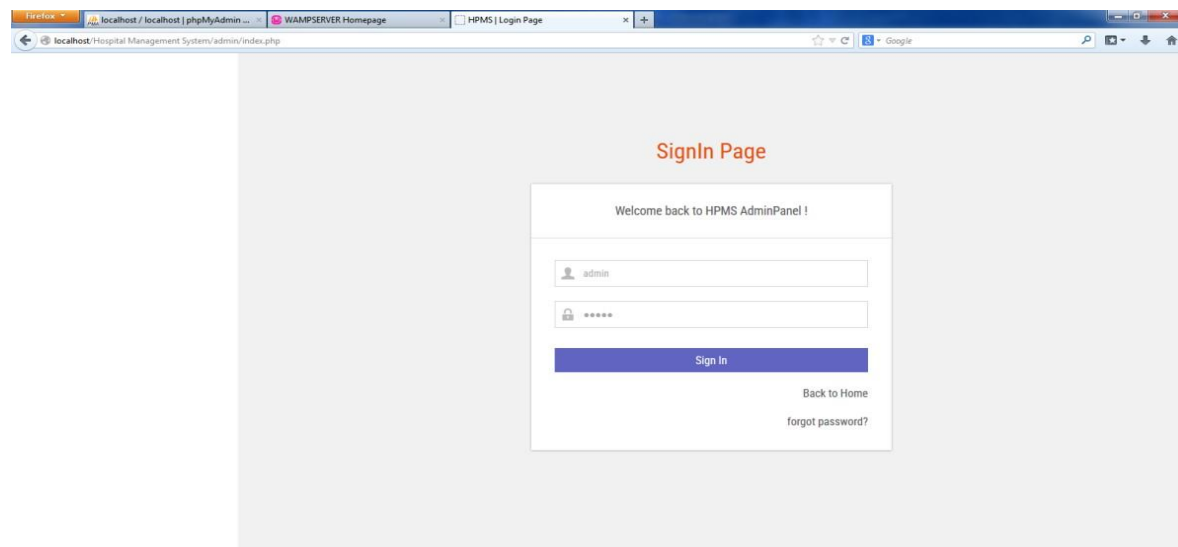 Firefox
localhost / localhost | phpMyAdmin ...
WAMPSERVER Homepage
HPMS | Login Page
localhost/Hospital Management System/admin/index.php
Google
SignIn Page
Welcome back to HPMS AdminPanel !
admin
•••••
Sign In
Back to Home
forgot password?